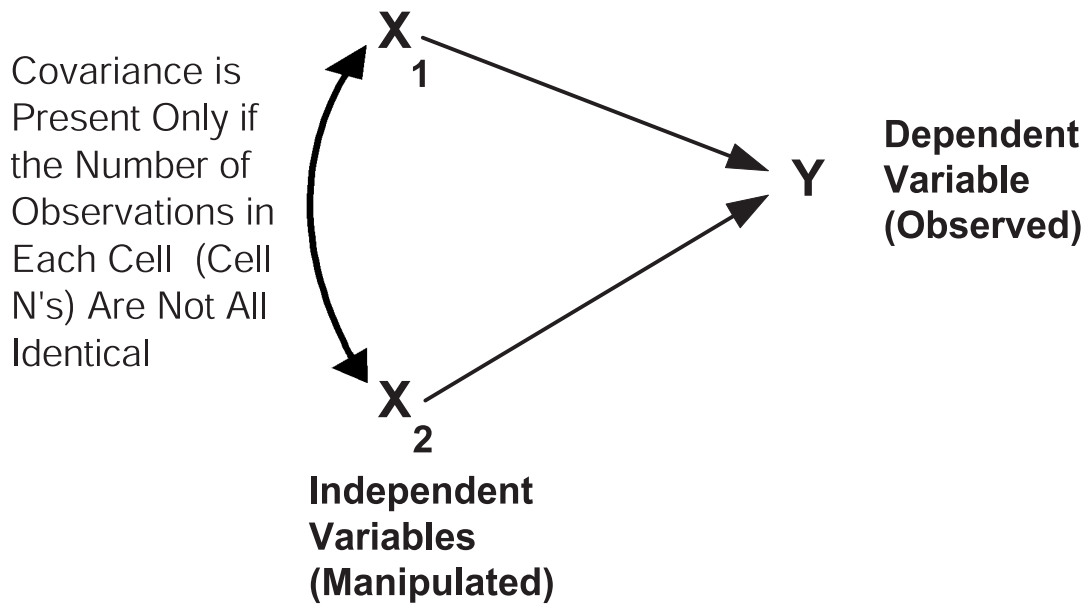 X
1
Covariance is
Present Only if
the Number of
Observations in
Each Cell (Cell
N's) Are Not All
Identical
Y
Dependent
Variable
(Observed)
X
2
Independent
Variables
(Manipulated)